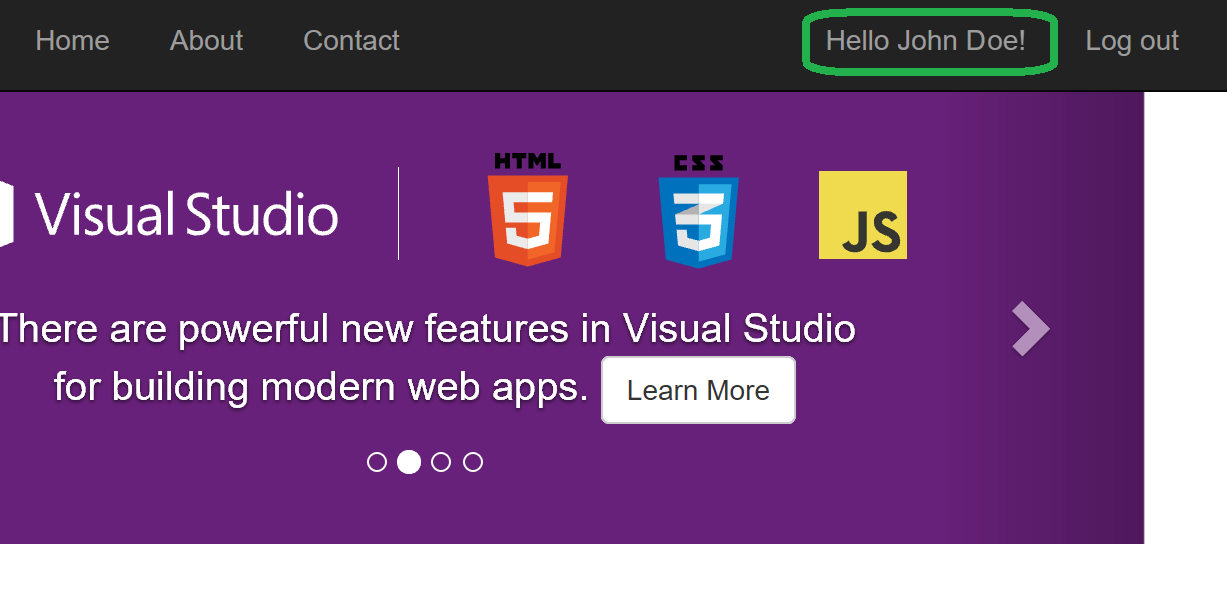 Home About Contact Hello John Doe! Log out
HTML CSS
Visual Studio 5 3 JS
There are powerful new features in Visual Studio
for building modern web apps. Learn More